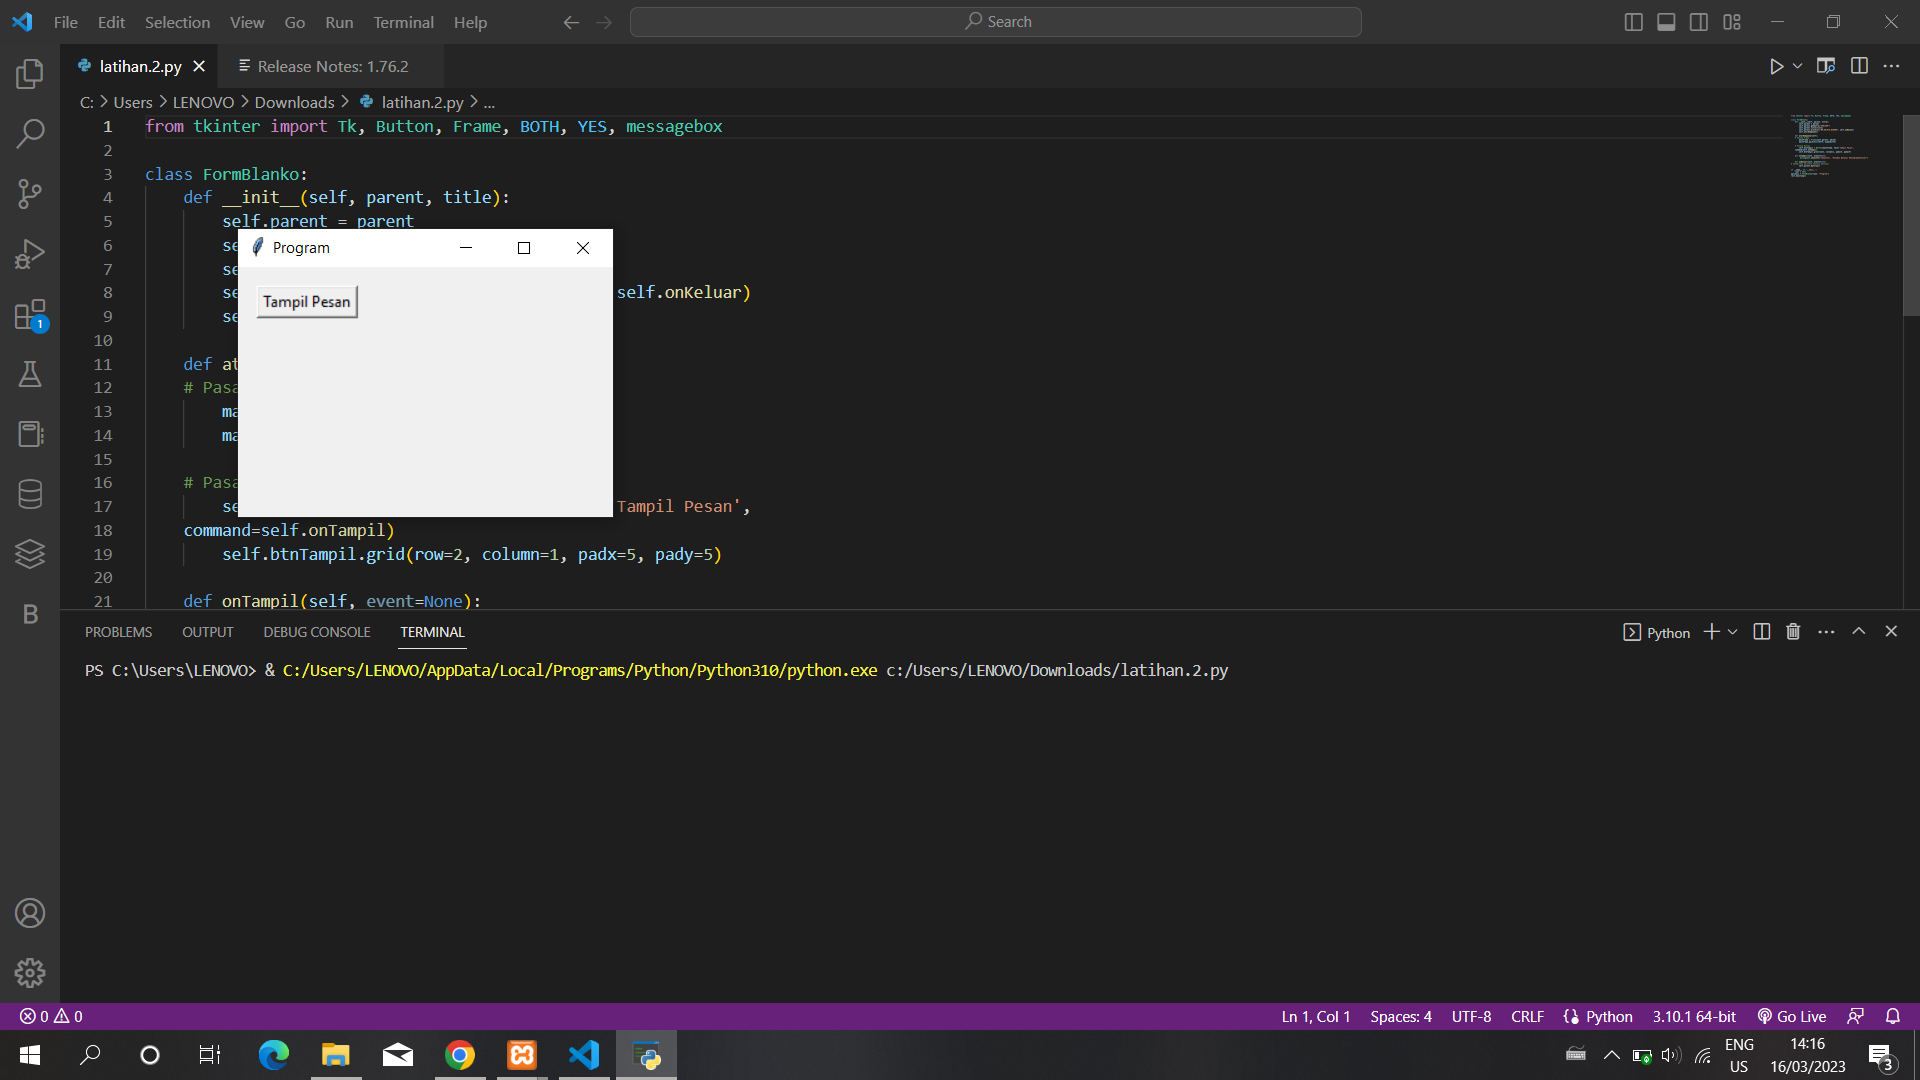 File Edit Selection View Go Run Terminal Help
Search
latihan.2.py
Release Notes: 1.76.2
C: > Users > LENOVO > Downloads > latihan.2.py > ...
1 from tkinter import Tk, Button, Frame, BOTH, YES, messagebox
2
3 class FormBlanko:
4 def __init__(self, parent, title):
5 self.parent = parent
6 se
7 se
8 se self.onKeluar)
9 se
10
11 def at
12 # Pasa
13 ma
14 ma
15
16 # Pasa
17 se Tampil Pesan',
18 command=self.onTampil)
19 self.btnTampil.grid(row=2, column=1, padx=5, pady=5)
20
21 def onTampil(self, event=None):
Program
Tampil Pesan
1
B
PROBLEMS OUTPUT DEBUG CONSOLE TERMINAL
Python
PS C:\Users\LENOVO> & C:/Users/LENOVO/AppData/Local/Programs/Python/Python310/python.exe c:/Users/LENOVO/Downloads/latihan.2.py
0 0
Ln 1, Col 1 Spaces: 4 UTF-8 CRLF Python 3.10.1 64-bit Go Live
ENG
US
14:16
16/03/2023
3